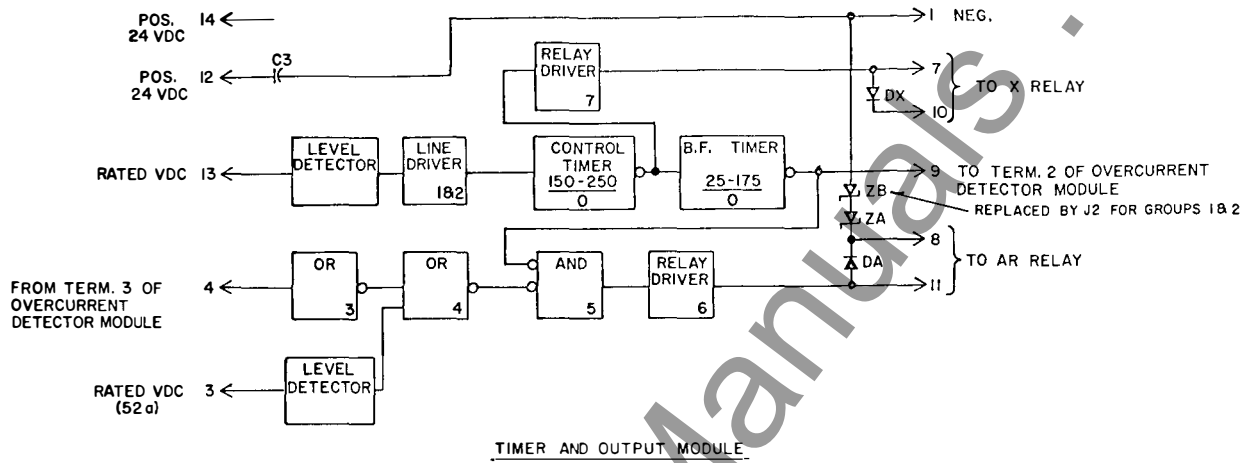 POS. 14
24 VDC
1 NEG.
C3
POS. 12
24 VDC
RELAY
DRIVER
7
7
DX
10
TO X RELAY
RATED VDC 13
LEVEL
DETECTOR
LINE
DRIVER
1&2
CONTROL
TIMER
150-250
0
B.F. TIMER
25-175
0
9 TO TERM. 2 OF OVERCURRENT
DETECTOR MODULE
ZB
REPLACED BY J2 FOR GROUPS 1&2
ZA
8
DA
TO AR RELAY
11
FROM TERM. 3 OF 4
OVERCURRENT
DETECTOR MODULE
OR
3
OR
4
AND
5
RELAY
DRIVER
6
RATED VDC 3
(52a)
LEVEL
DETECTOR
TIMER AND OUTPUT MODULE
Manuals .